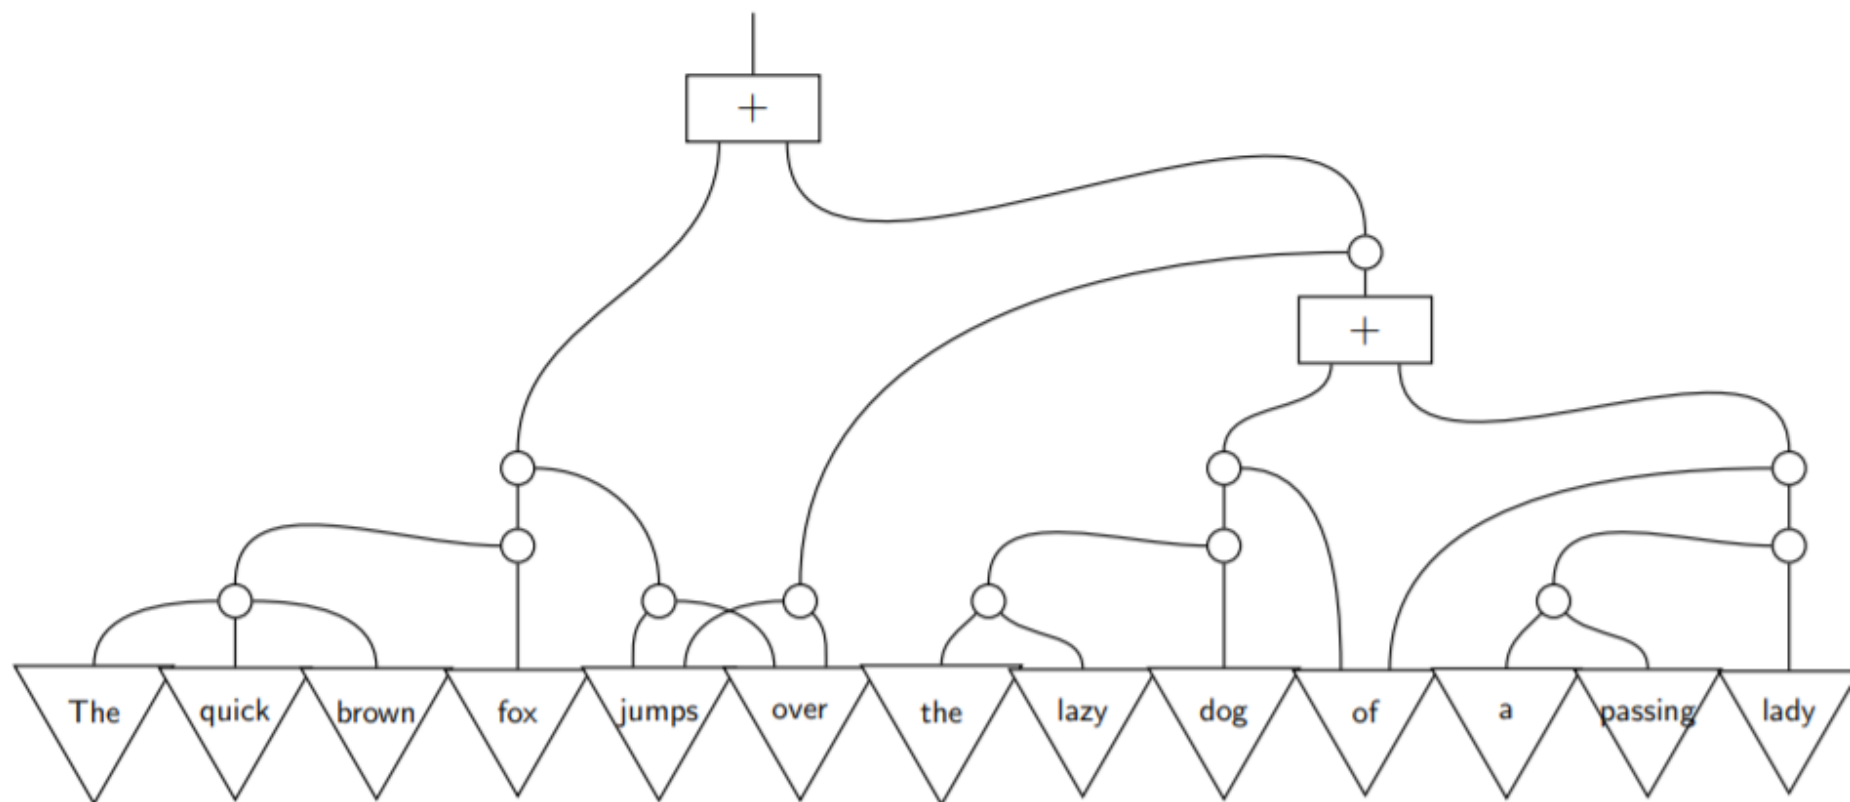 +
+
The quick brown fox jumps over the lazy dog of a passing lady